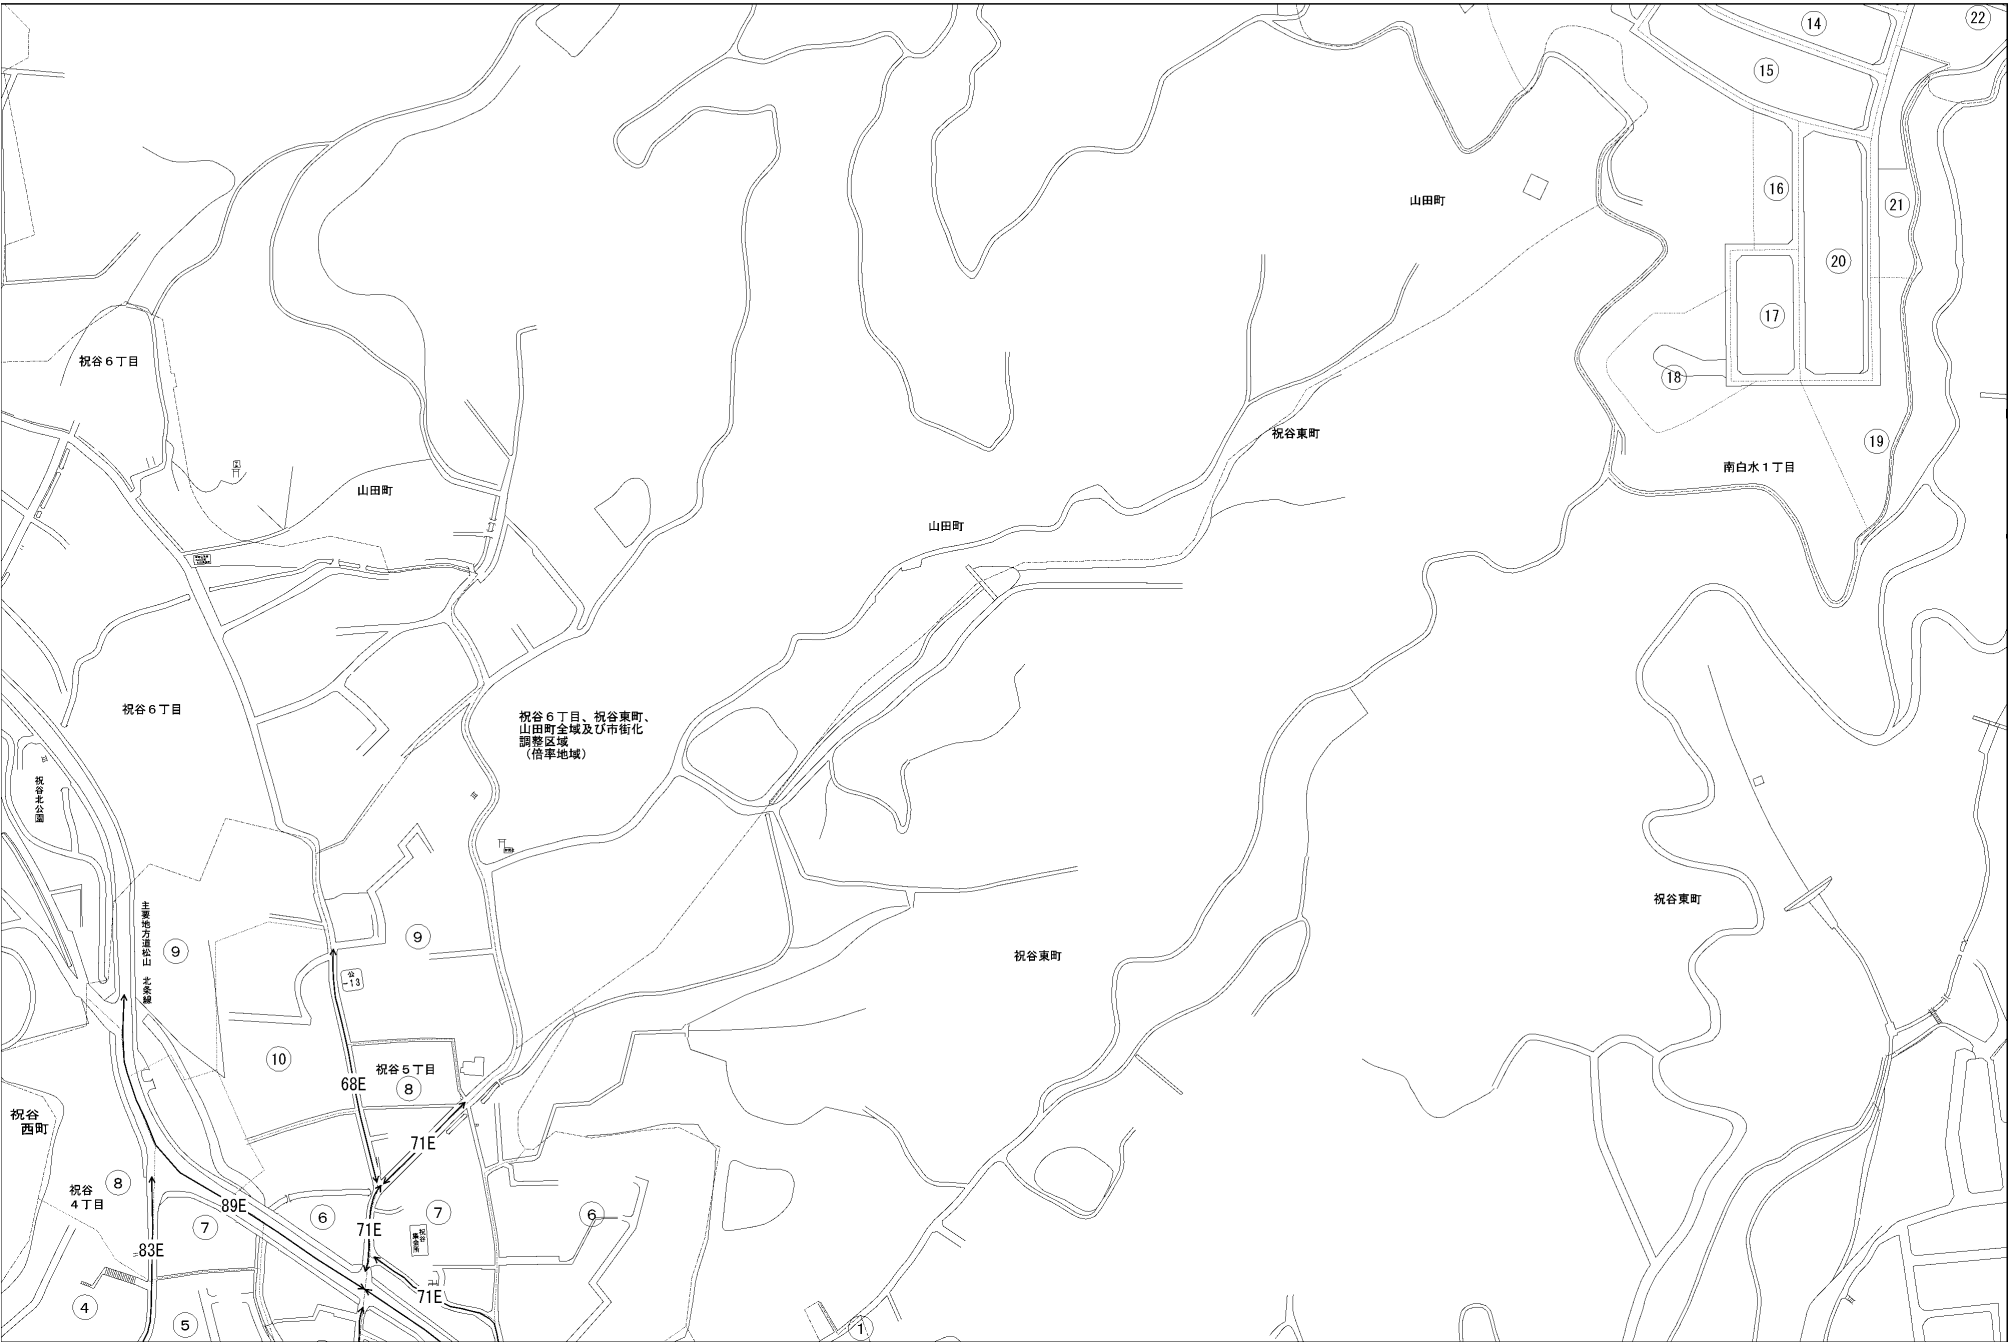 14
22
15
16
21
20
17
18
19
山田町
祝谷６丁目
祝谷東町
南白水１丁目
山田町
山田町
祝谷６丁目
祝谷６丁目、祝谷東町、
山田町全域及び市街化
調整区域
（倍率地域）
祝谷北公園
主要地方道松山　北条線
祝谷東町
祝谷東町
9
9
公
-13
10
68E
祝谷５丁目
8
71E
祝谷
西町
祝谷
４丁目
8
89E
83E
7
6
71E
7
祝谷
集会所
6
71E
4
5
1